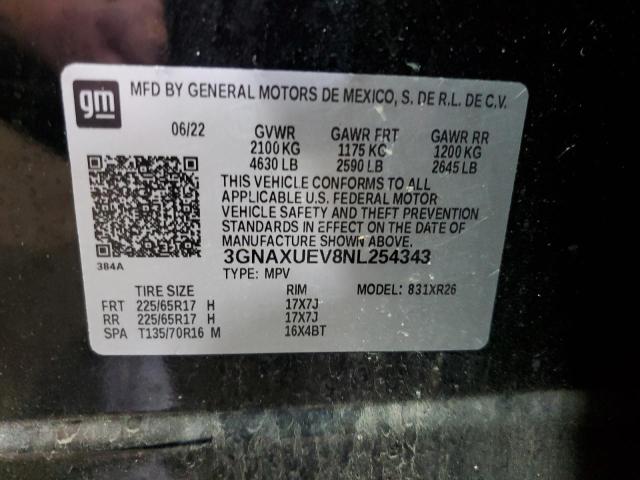 gm
MFD BY GENERAL MOTORS DE MEXICO, S. DE R.L. DE C.V.
06/22 GVWR GAWR FRT GAWR RR
2100 KG 1175 KG 1200 KG
4630 LB 2590 LB 2645 LB
THIS VEHICLE CONFORMS TO ALL
APPLICABLE U.S. FEDERAL MOTOR
VEHICLE SAFETY AND THEFT PREVENTION
STANDARDS IN EFFECT ON THE DATE OF
MANUFACTURE SHOWN ABOVE.
384A
3GNAXUEV8NL254343
TYPE: MPV
TIRE SIZE RIM MODEL: 831XR26
FRT 225/65R17 H 17X7J
RR 225/65R17 H 17X7J
SPA T135/70R16 M 16X4BT